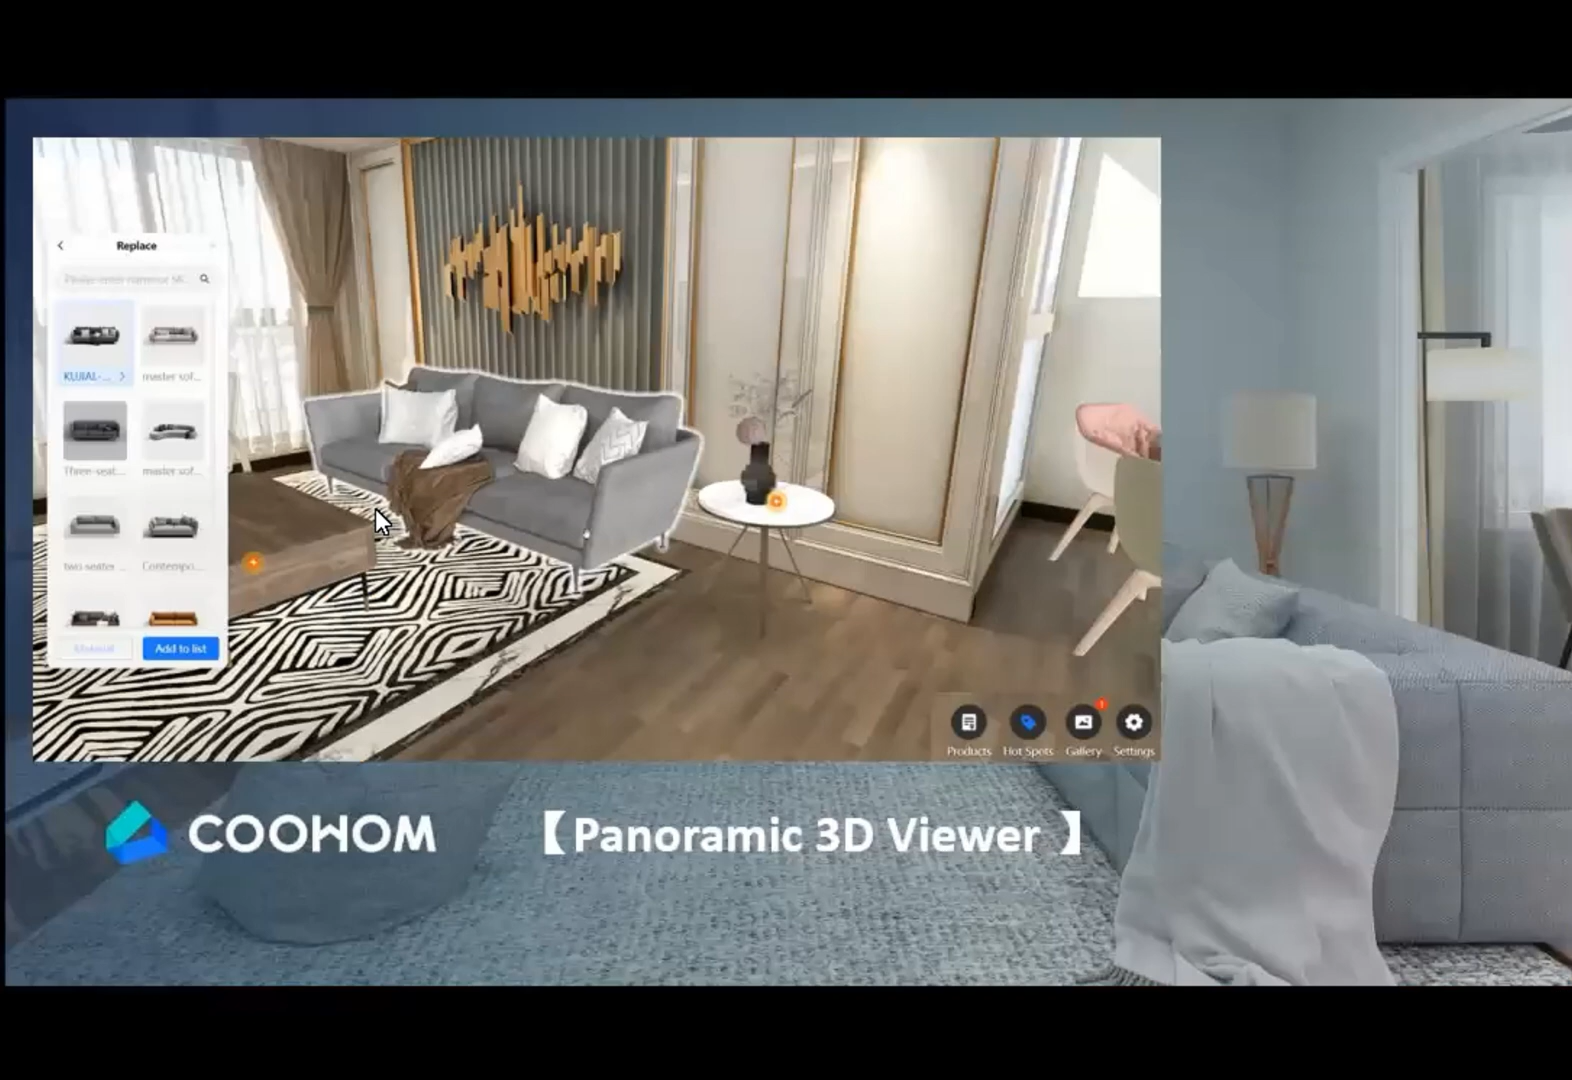 Replace
KUJIAL-...
master sof...
Three-seat...
master sof...
two seater ...
Contempo...
Add to list
Products
Hot Spots
Gallery
Settings
COOHOM
【Panoramic 3D Viewer 】